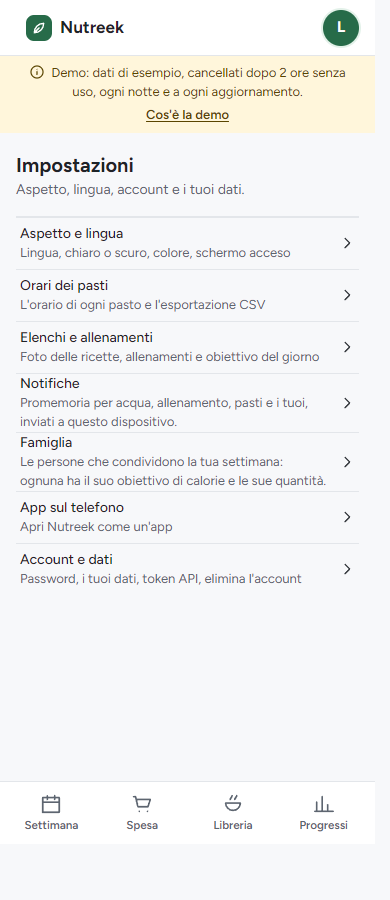 Nutreek
L
Demo: dati di esempio, cancellati dopo 2 ore senza
uso, ogni notte e a ogni aggiornamento.
Cos'è la demo
Impostazioni
Aspetto, lingua, account e i tuoi dati.
Aspetto e lingua
Lingua, chiaro o scuro, colore, schermo acceso
Orari dei pasti
L'orario di ogni pasto e l'esportazione CSV
Elenchi e allenamenti
Foto delle ricette, allenamenti e obiettivo del giorno
Notifiche
Promemoria per acqua, allenamento, pasti e i tuoi,
inviati a questo dispositivo.
Famiglia
Le persone che condividono la tua settimana:
ognuna ha il suo obiettivo di calorie e le sue quantità.
App sul telefono
Apri Nutreek come un'app
Account e dati
Password, i tuoi dati, token API, elimina l'account
Settimana
Spesa
Libreria
Progressi